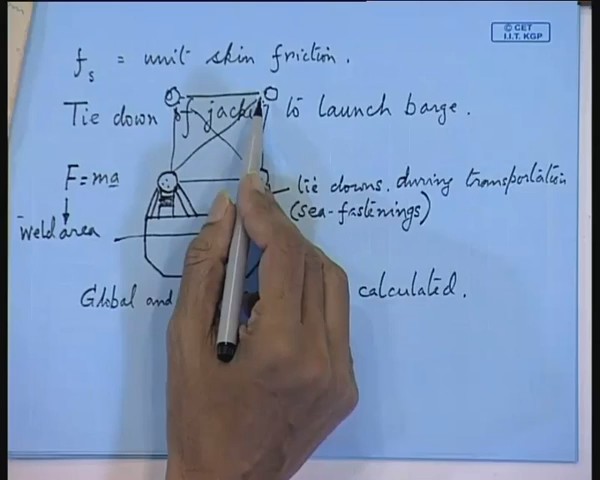 © CET
I.I.T. KGP
fs = unit skin friction.
Tie down of jacket to launch barge.
F = ma
tie downs during transportation
(sea-fastenings)
weld area
Global and calculated.